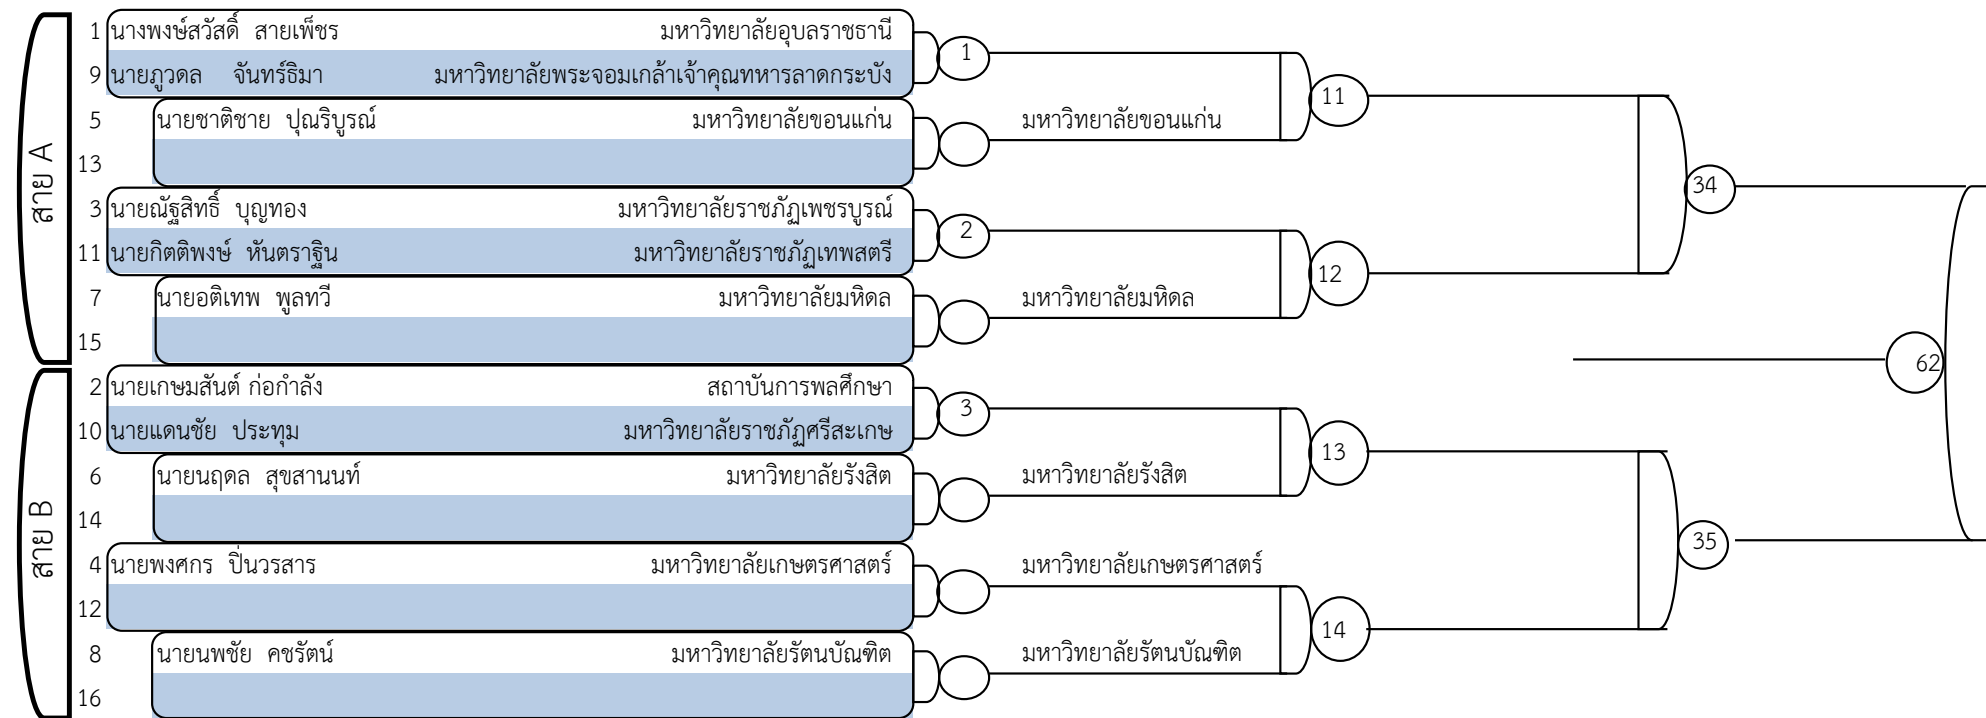 สาย A
1 นางพงษ์สวัสดิ์ สายเพ็ชร มหาวิทยาลัยอุบลราชธานี
9 นายภูวดล จันทร์ธิมา มหาวิทยาลัยพระจอมเกล้าเจ้าคุณทหารลาดกระบัง
1
5 นายชาติชาย ปุณริบูรณ์ มหาวิทยาลัยขอนแก่น มหาวิทยาลัยขอนแก่น
11
13
3 นายณัฐสิทธิ์ บุญทอง มหาวิทยาลัยราชภัฏเพชรบูรณ์
34
11 นายกิตติพงษ์ หันตราฐิน มหาวิทยาลัยราชภัฏเทพสตรี
2
12
7 นายอติเทพ พูลทวี มหาวิทยาลัยมหิดล มหาวิทยาลัยมหิดล
15
62
สาย B
2 นายเกษมสันต์ ก่อกำลัง สถาบันการพลศึกษา
10 นายแดนชัย ประทุม มหาวิทยาลัยราชภัฏศรีสะเกษ
3
13
6 นายนฤดล สุขสานนท์ มหาวิทยาลัยรังสิต มหาวิทยาลัยรังสิต
14
35
4 นายพงศกร ปิ่นวรสาร มหาวิทยาลัยเกษตรศาสตร์ มหาวิทยาลัยเกษตรศาสตร์
12
14
8 นายนพชัย คชรัตน์ มหาวิทยาลัยรัตนบัณฑิต มหาวิทยาลัยรัตนบัณฑิต
16